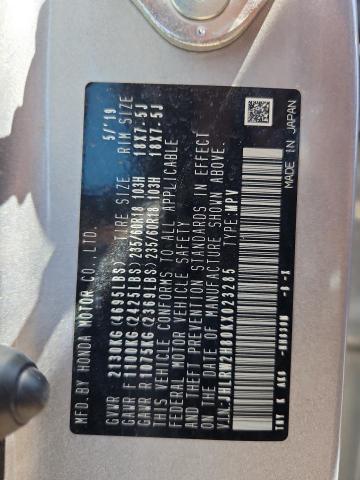 MFD.BY HONDA MOTOR CO.,LTD. 5/'19
TIRE SIZE RIM SIZE
GVWR 2130KG(4695LBS)
GAWR F 1100KG(2425LBS)235/60R18 103H 18X7.5J
GAWR R 1075KG(2369LBS)235/60R18 103H 18X7.5J
THIS VEHICLE CONFORMS TO ALL APPLICABLE
FEDERAL MOTOR VEHICLE SAFETY
AND THEFT PREVENTION STANDARDS IN EFFECT
ON THE DATE OF MANUFACTURE SHOWN ABOVE.
TYPE:MPV
MADE IN JAPAN